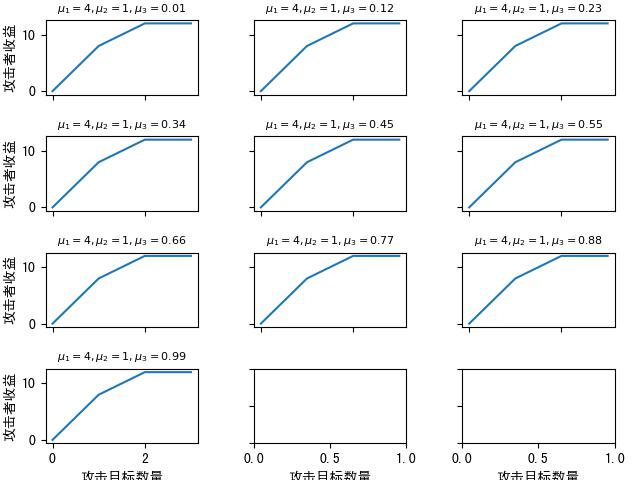 μ₁ = 4, μ₂ = 1, μ₃ = 0.01
μ₁ = 4, μ₂ = 1, μ₃ = 0.12
μ₁ = 4, μ₂ = 1, μ₃ = 0.23
攻击者收益
10
0
μ₁ = 4, μ₂ = 1, μ₃ = 0.34
μ₁ = 4, μ₂ = 1, μ₃ = 0.45
μ₁ = 4, μ₂ = 1, μ₃ = 0.55
攻击者收益
10
0
μ₁ = 4, μ₂ = 1, μ₃ = 0.66
μ₁ = 4, μ₂ = 1, μ₃ = 0.77
μ₁ = 4, μ₂ = 1, μ₃ = 0.88
攻击者收益
10
0
μ₁ = 4, μ₂ = 1, μ₃ = 0.99
攻击者收益
10
0
0 2
0.0 0.5 1.0
0.0 0.5 1.0
攻击目标数量
攻击目标数量
攻击目标数量